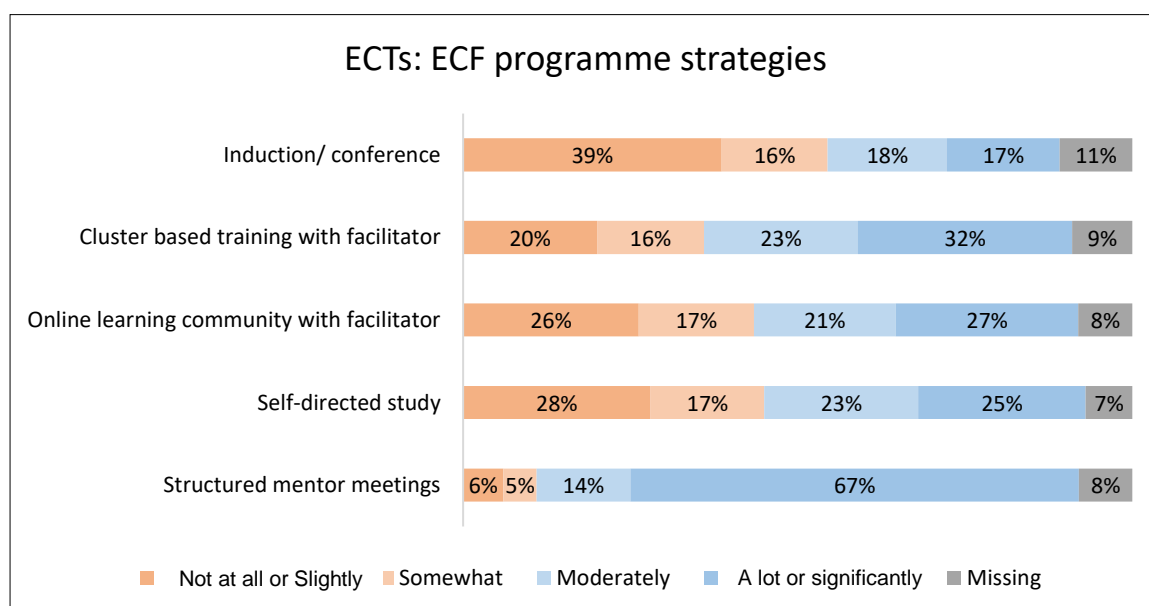 ECTs: ECF programme strategies
Induction/ conference 39% 16% 18% 17% 11%
Cluster based training with facilitator 20% 16% 23% 32% 9%
Online learning community with facilitator 26% 17% 21% 27% 8%
Self-directed study 28% 17% 23% 25% 7%
Structured mentor meetings 6% 5% 14% 67% 8%
Not at all or Slightly Somewhat Moderately A lot or significantly Missing